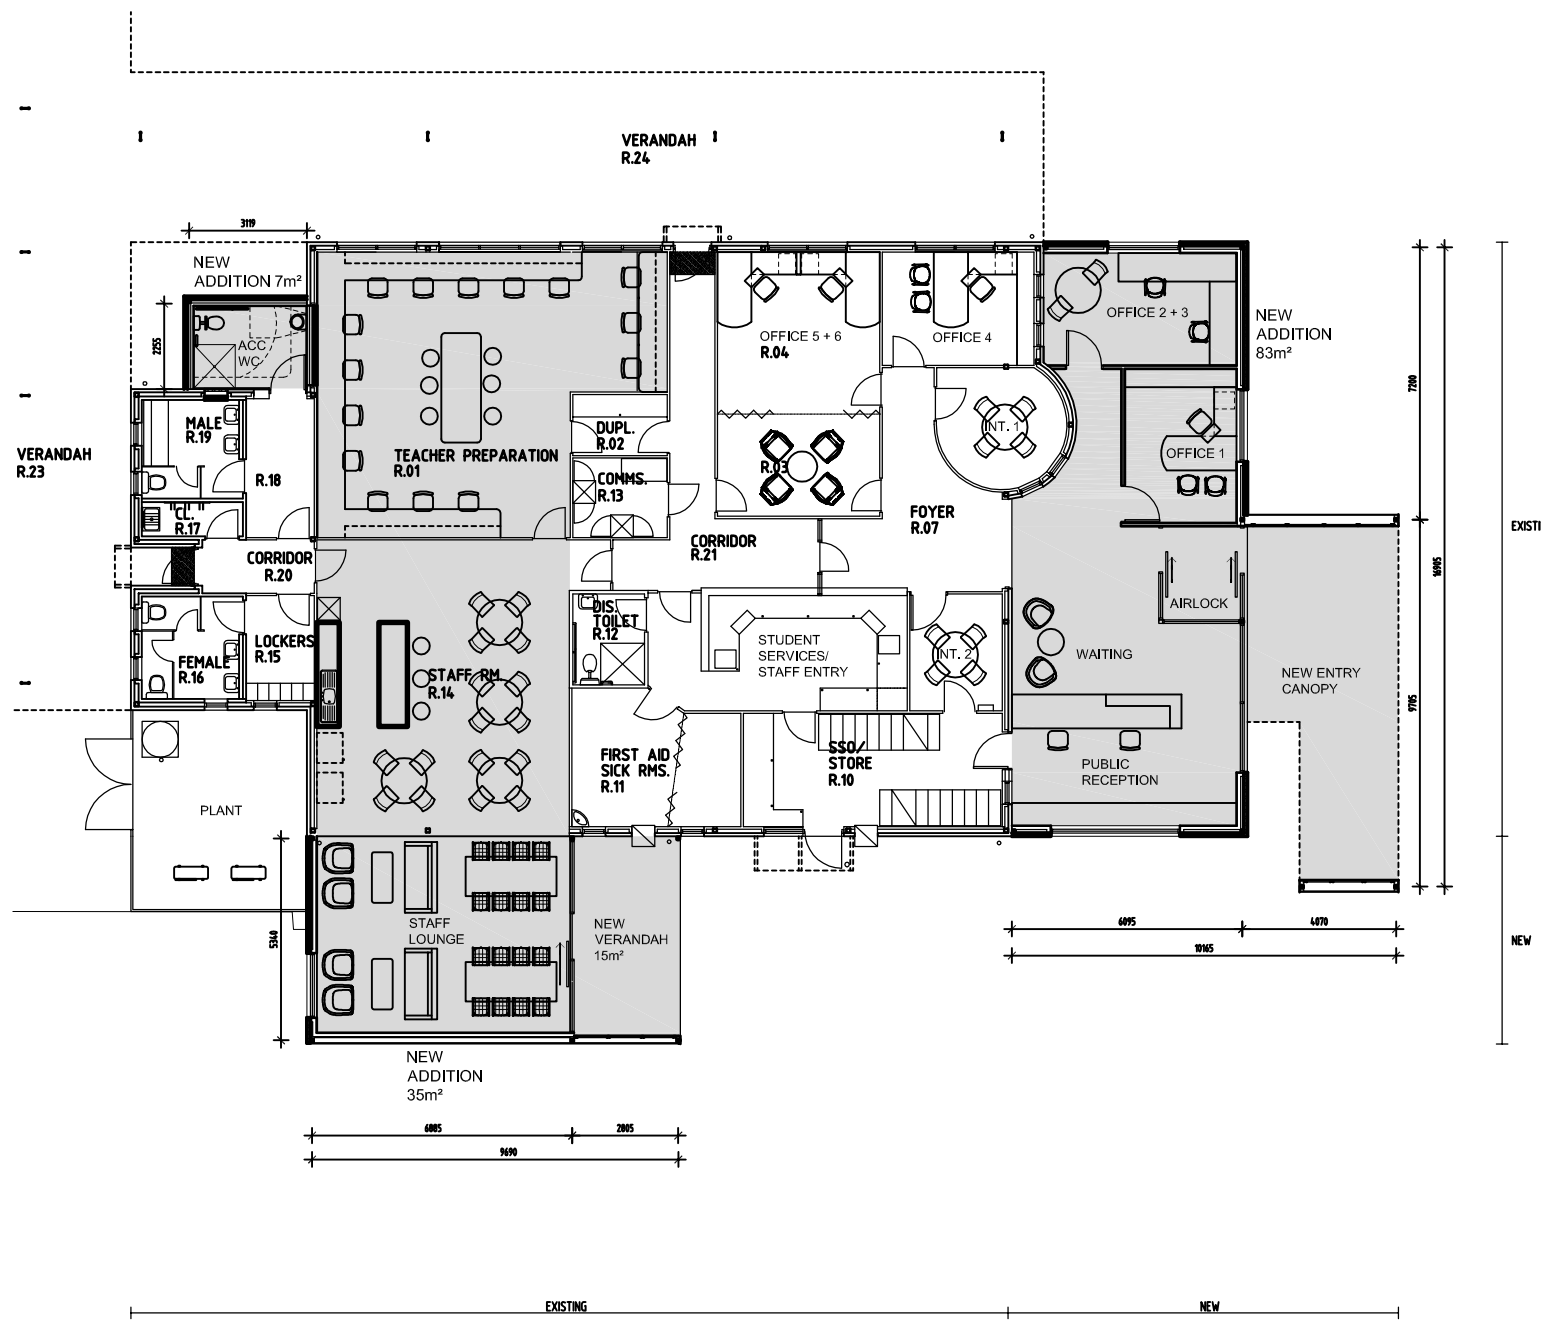 VERANDAH
R.24
3119
NEW
ADDITION 7m²
2255
ACC
WC
OFFICE 5 + 6
R.04
OFFICE 4
OFFICE 2 + 3
NEW
ADDITION
83m²
7200
16905
MALE
R.19
VERANDAH
R.23
R.18
TEACHER PREPARATION
R.01
DUPL.
R.02
COMMS.
R.13
R.03
INT. 1
OFFICE 1
"CL."
R.17
FOYER
R.07
EXISTI
CORRIDOR
R.21
CORRIDOR
R.20
AIRLOCK
DIS.
TOILET
R.12
STUDENT
SERVICES/
STAFF ENTRY
INT. 2
WAITING
LOCKERS
R.15
FEMALE
R.16
STAFF RM.
R.14
NEW ENTRY
CANOPY
9705
FIRST AID
SICK RMS.
R.11
SSO/
STORE
R.10
PUBLIC
RECEPTION
PLANT
STAFF
LOUNGE
NEW
VERANDAH
15m²
5340
6095
4070
10165
NEW
NEW
ADDITION
35m²
6885
2805
9690
EXISTING
NEW